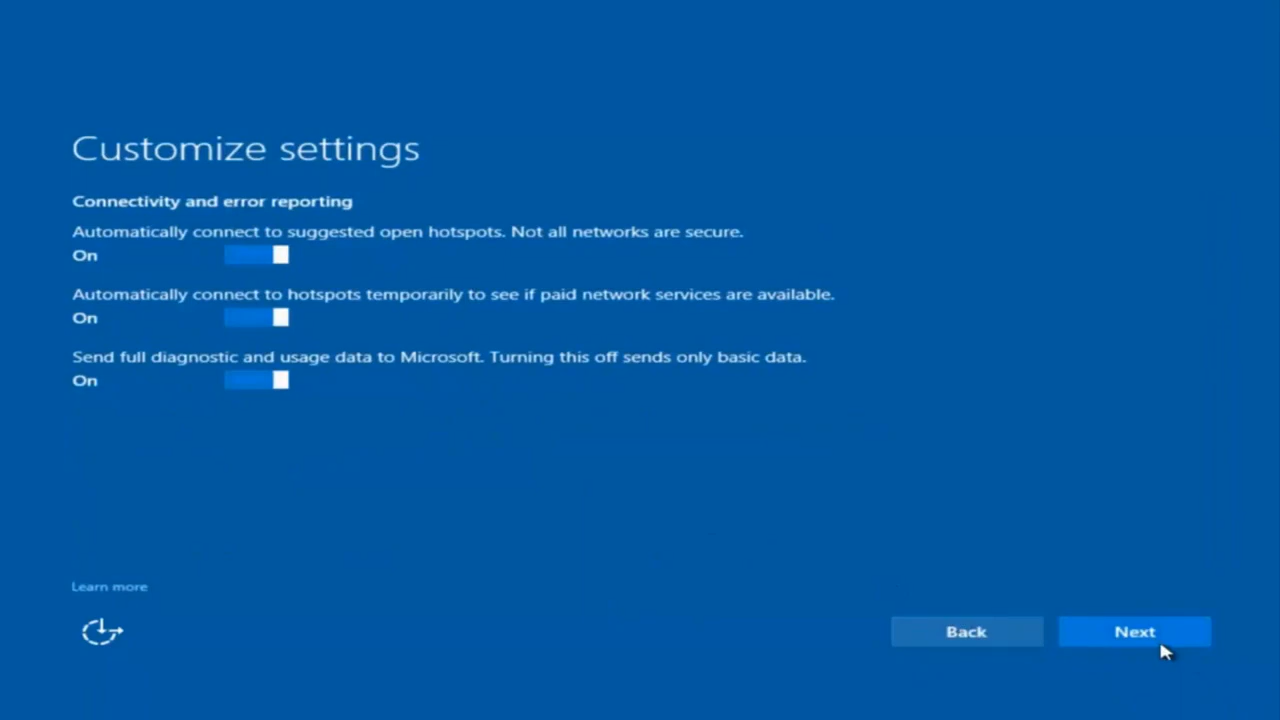 Customize settings
Connectivity and error reporting
Automatically connect to suggested open hotspots. Not all networks are secure.
On
Automatically connect to hotspots temporarily to see if paid network services are available.
On
Send full diagnostic and usage data to Microsoft. Turning this off sends only basic data.
On
Learn more
Back
Next